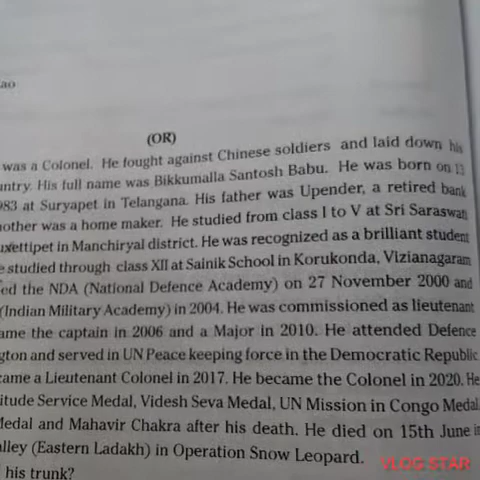 ao
(OR)
was a Colonel. He fought against Chinese soldiers and laid down his
untry. His full name was Bikkumalla Santosh Babu. He was born on 13
983 at Suryapet in Telangana. His father was Upender, a retired bank
nother was a home maker. He studied from class I to V at Sri Saraswati
uxettipet in Manchiryal district. He was recognized as a brilliant student
e studied through class XII at Sainik School in Korukonda, Vizianagaram
ed the NDA (National Defence Academy) on 27 November 2000 and
(Indian Military Academy) in 2004. He was commissioned as lieutenant
ame the captain in 2006 and a Major in 2010. He attended Defence
gton and served in UN Peace keeping force in the Democratic Republic
came a Lieutenant Colonel in 2017. He became the Colonel in 2020. He
itude Service Medal, Videsh Seva Medal, UN Mission in Congo Medal
Medal and Mahavir Chakra after his death. He died on 15th June in
alley (Eastern Ladakh) in Operation Snow Leopard.
his trunk?
VLOG STAR